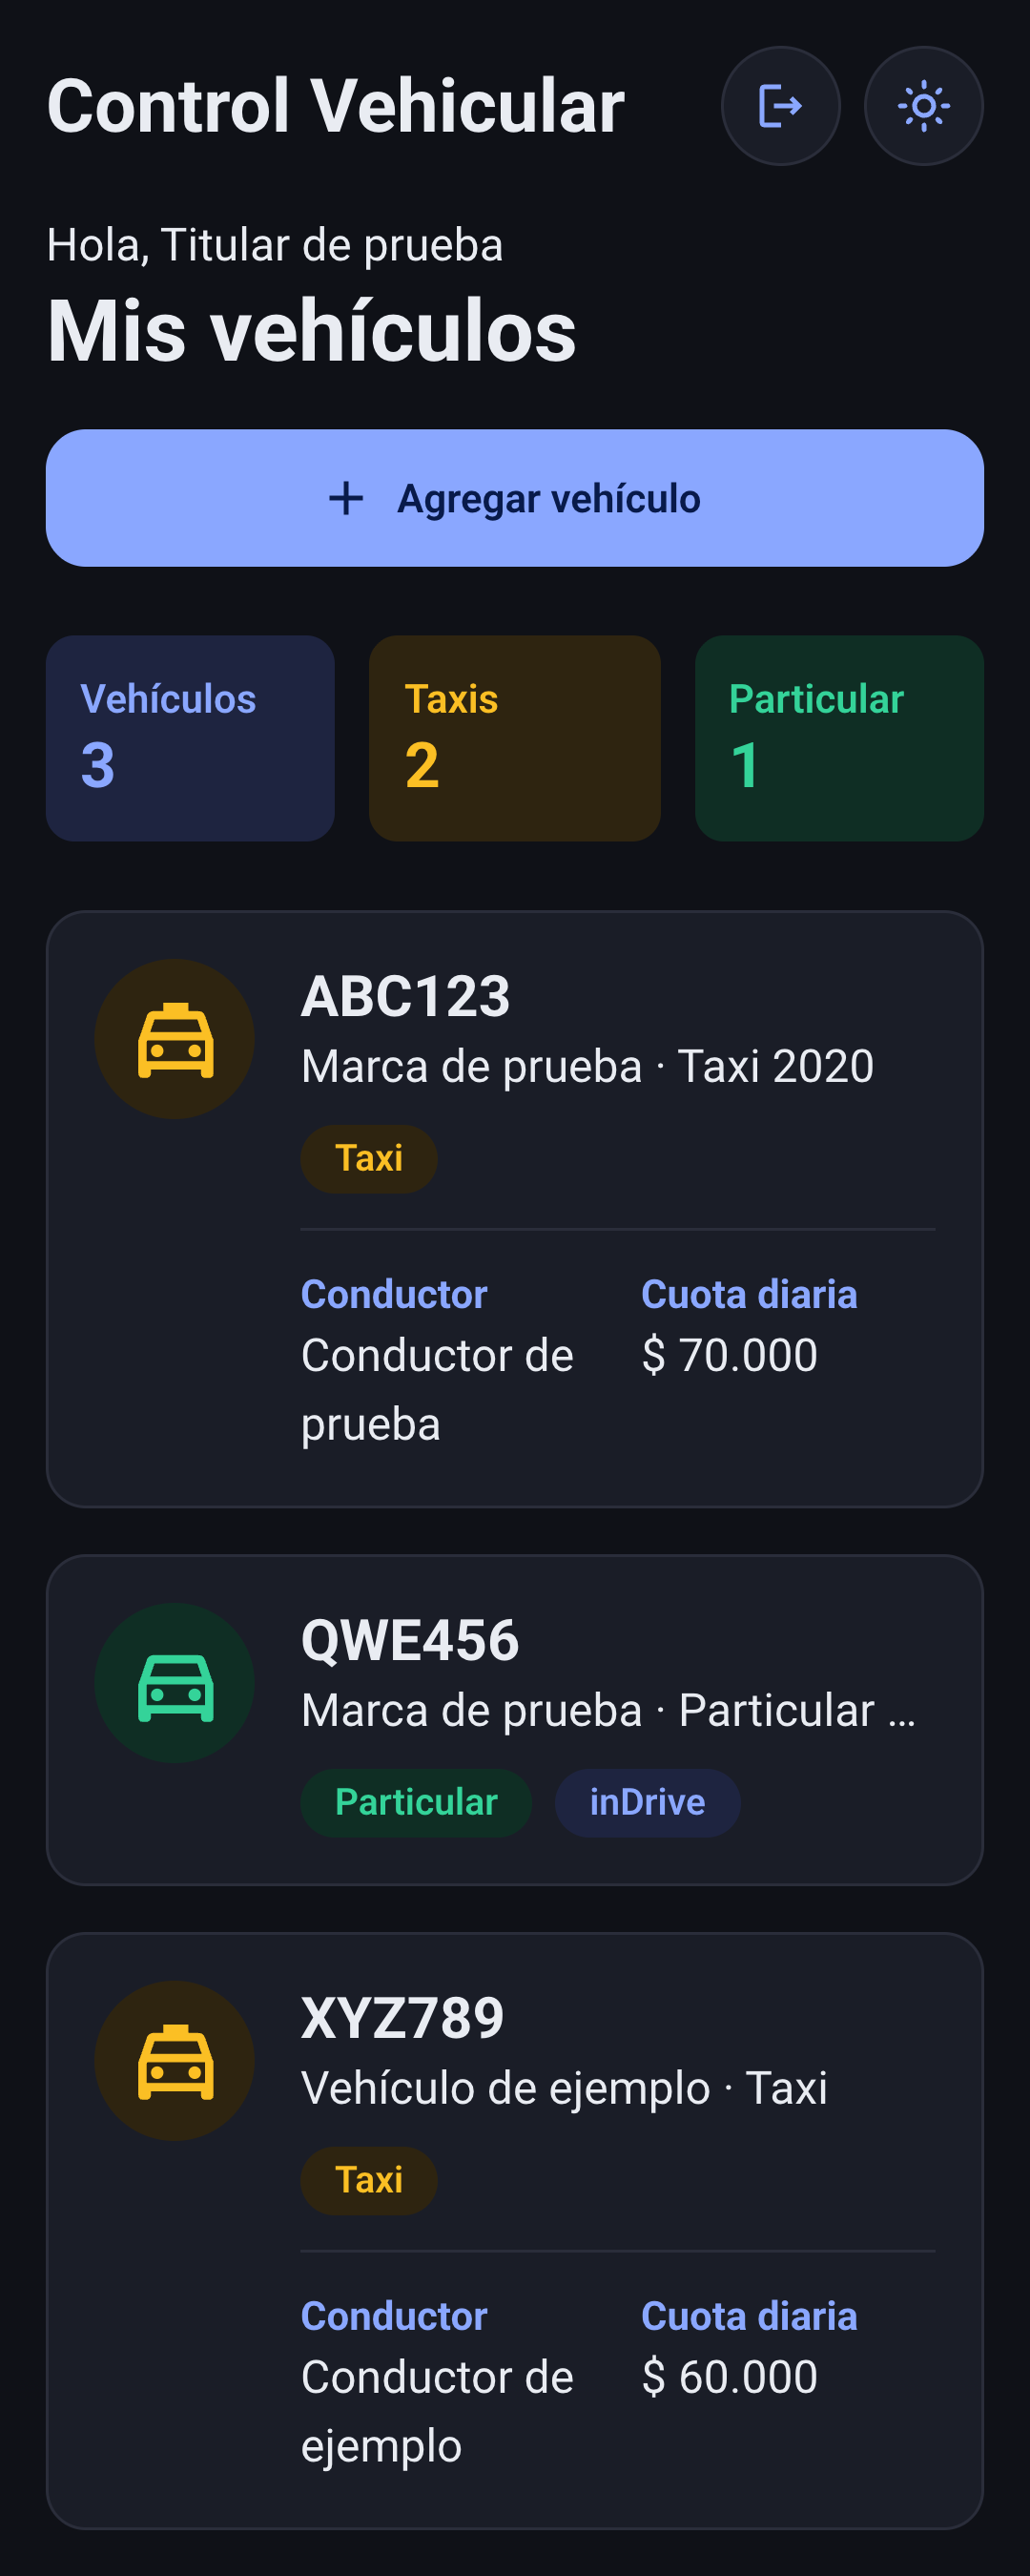 Control Vehicular
Hola, Titular de prueba
Mis vehículos
+ Agregar vehículo
Vehículos
3
Taxis
2
Particular
1
ABC123
Marca de prueba · Taxi 2020
Taxi
Conductor
Conductor de
prueba
Cuota diaria
$ 70.000
QWE456
Marca de prueba · Particular ...
Particular
inDrive
XYZ789
Vehículo de ejemplo · Taxi
Taxi
Conductor
Conductor de
ejemplo
Cuota diaria
$ 60.000